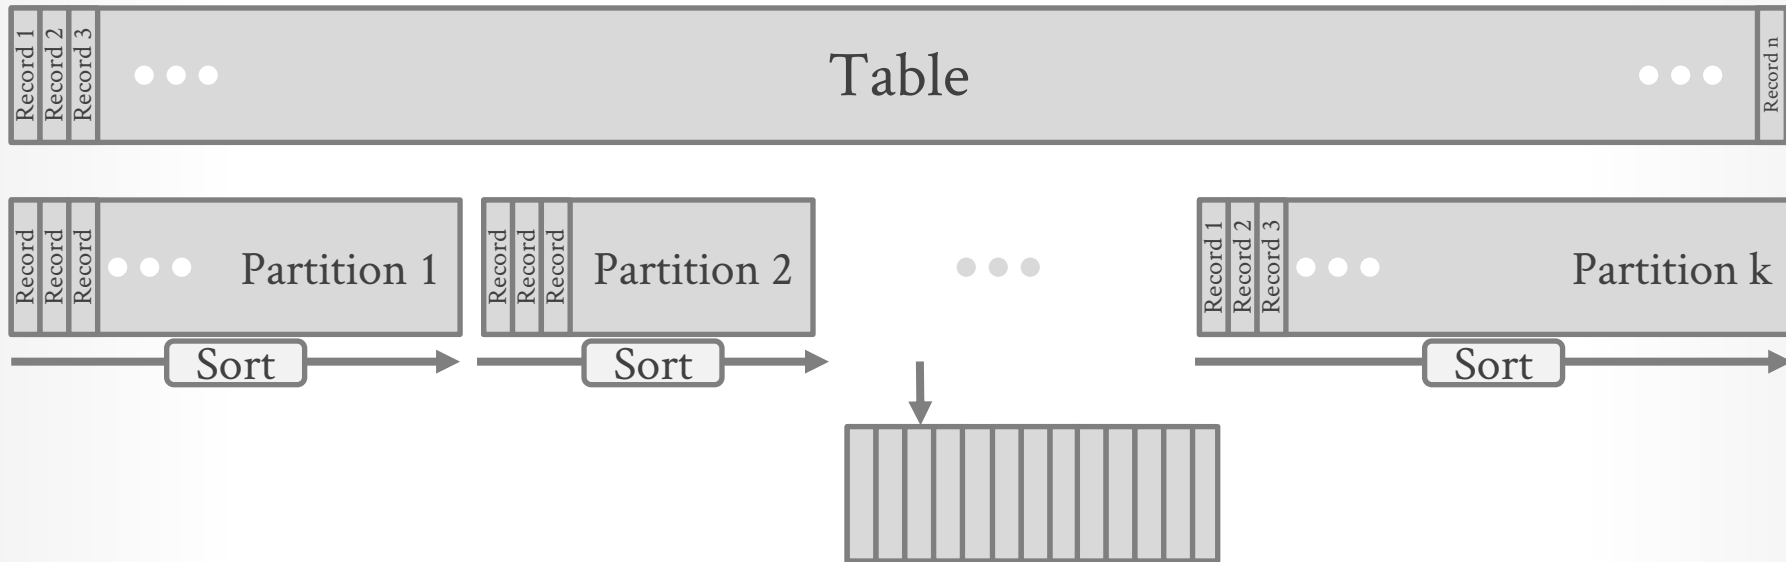 Record 1
Record 2
Record 3
Table
Record n
Record
Record
Record
Partition 1
Record
Record
Record
Partition 2
Record 1
Record 2
Record 3
Partition k
Sort
Sort
Sort